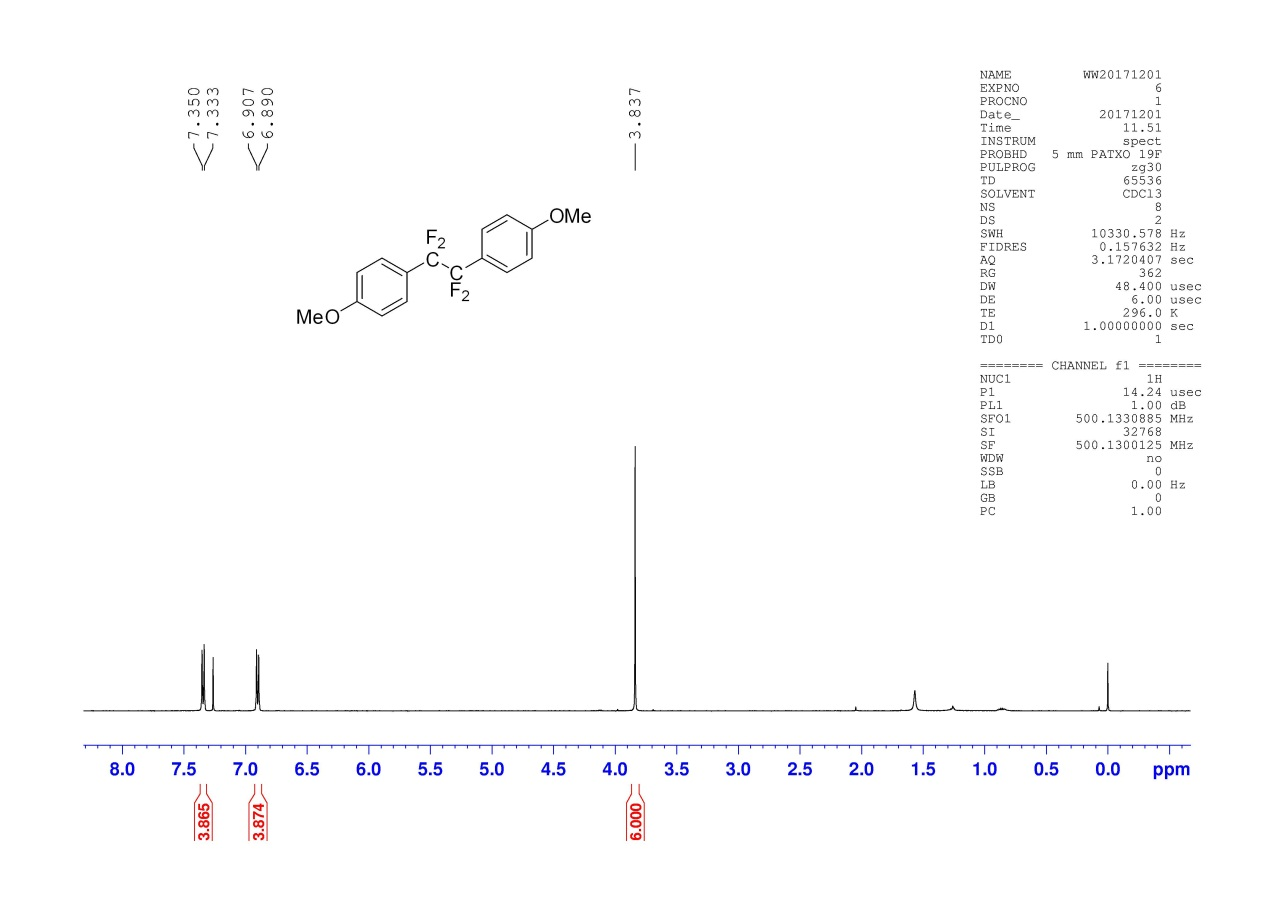 7.350
7.333
6.907
6.890
3.837
OMe
F2
C
C
F2
MeO
NAME WW20171201
EXPNO 6
PROCNO 1
Date_ 20171201
Time 11.51
INSTRUM spect
PROBHD 5 mm PATXO 19F
PULPROG zg30
TD 65536
SOLVENT CDCl3
NS 8
DS 2
SWH 10330.578 Hz
FIDRES 0.157632 Hz
AQ 3.1720407 sec
RG 362
DW 48.400 usec
DE 6.00 usec
TE 296.0 K
D1 1.00000000 sec
TD0 1
======== CHANNEL f1 ========
NUC1 1H
P1 14.24 usec
PL1 1.00 dB
SFO1 500.1330885 MHz
SI 32768
SF 500.1300125 MHz
WDW no
SSB 0
LB 0.00 Hz
GB 0
PC 1.00
8.0 7.5 7.0 6.5 6.0 5.5 5.0 4.5 4.0 3.5 3.0 2.5 2.0 1.5 1.0 0.5 0.0 ppm
3.865
3.874
6.000